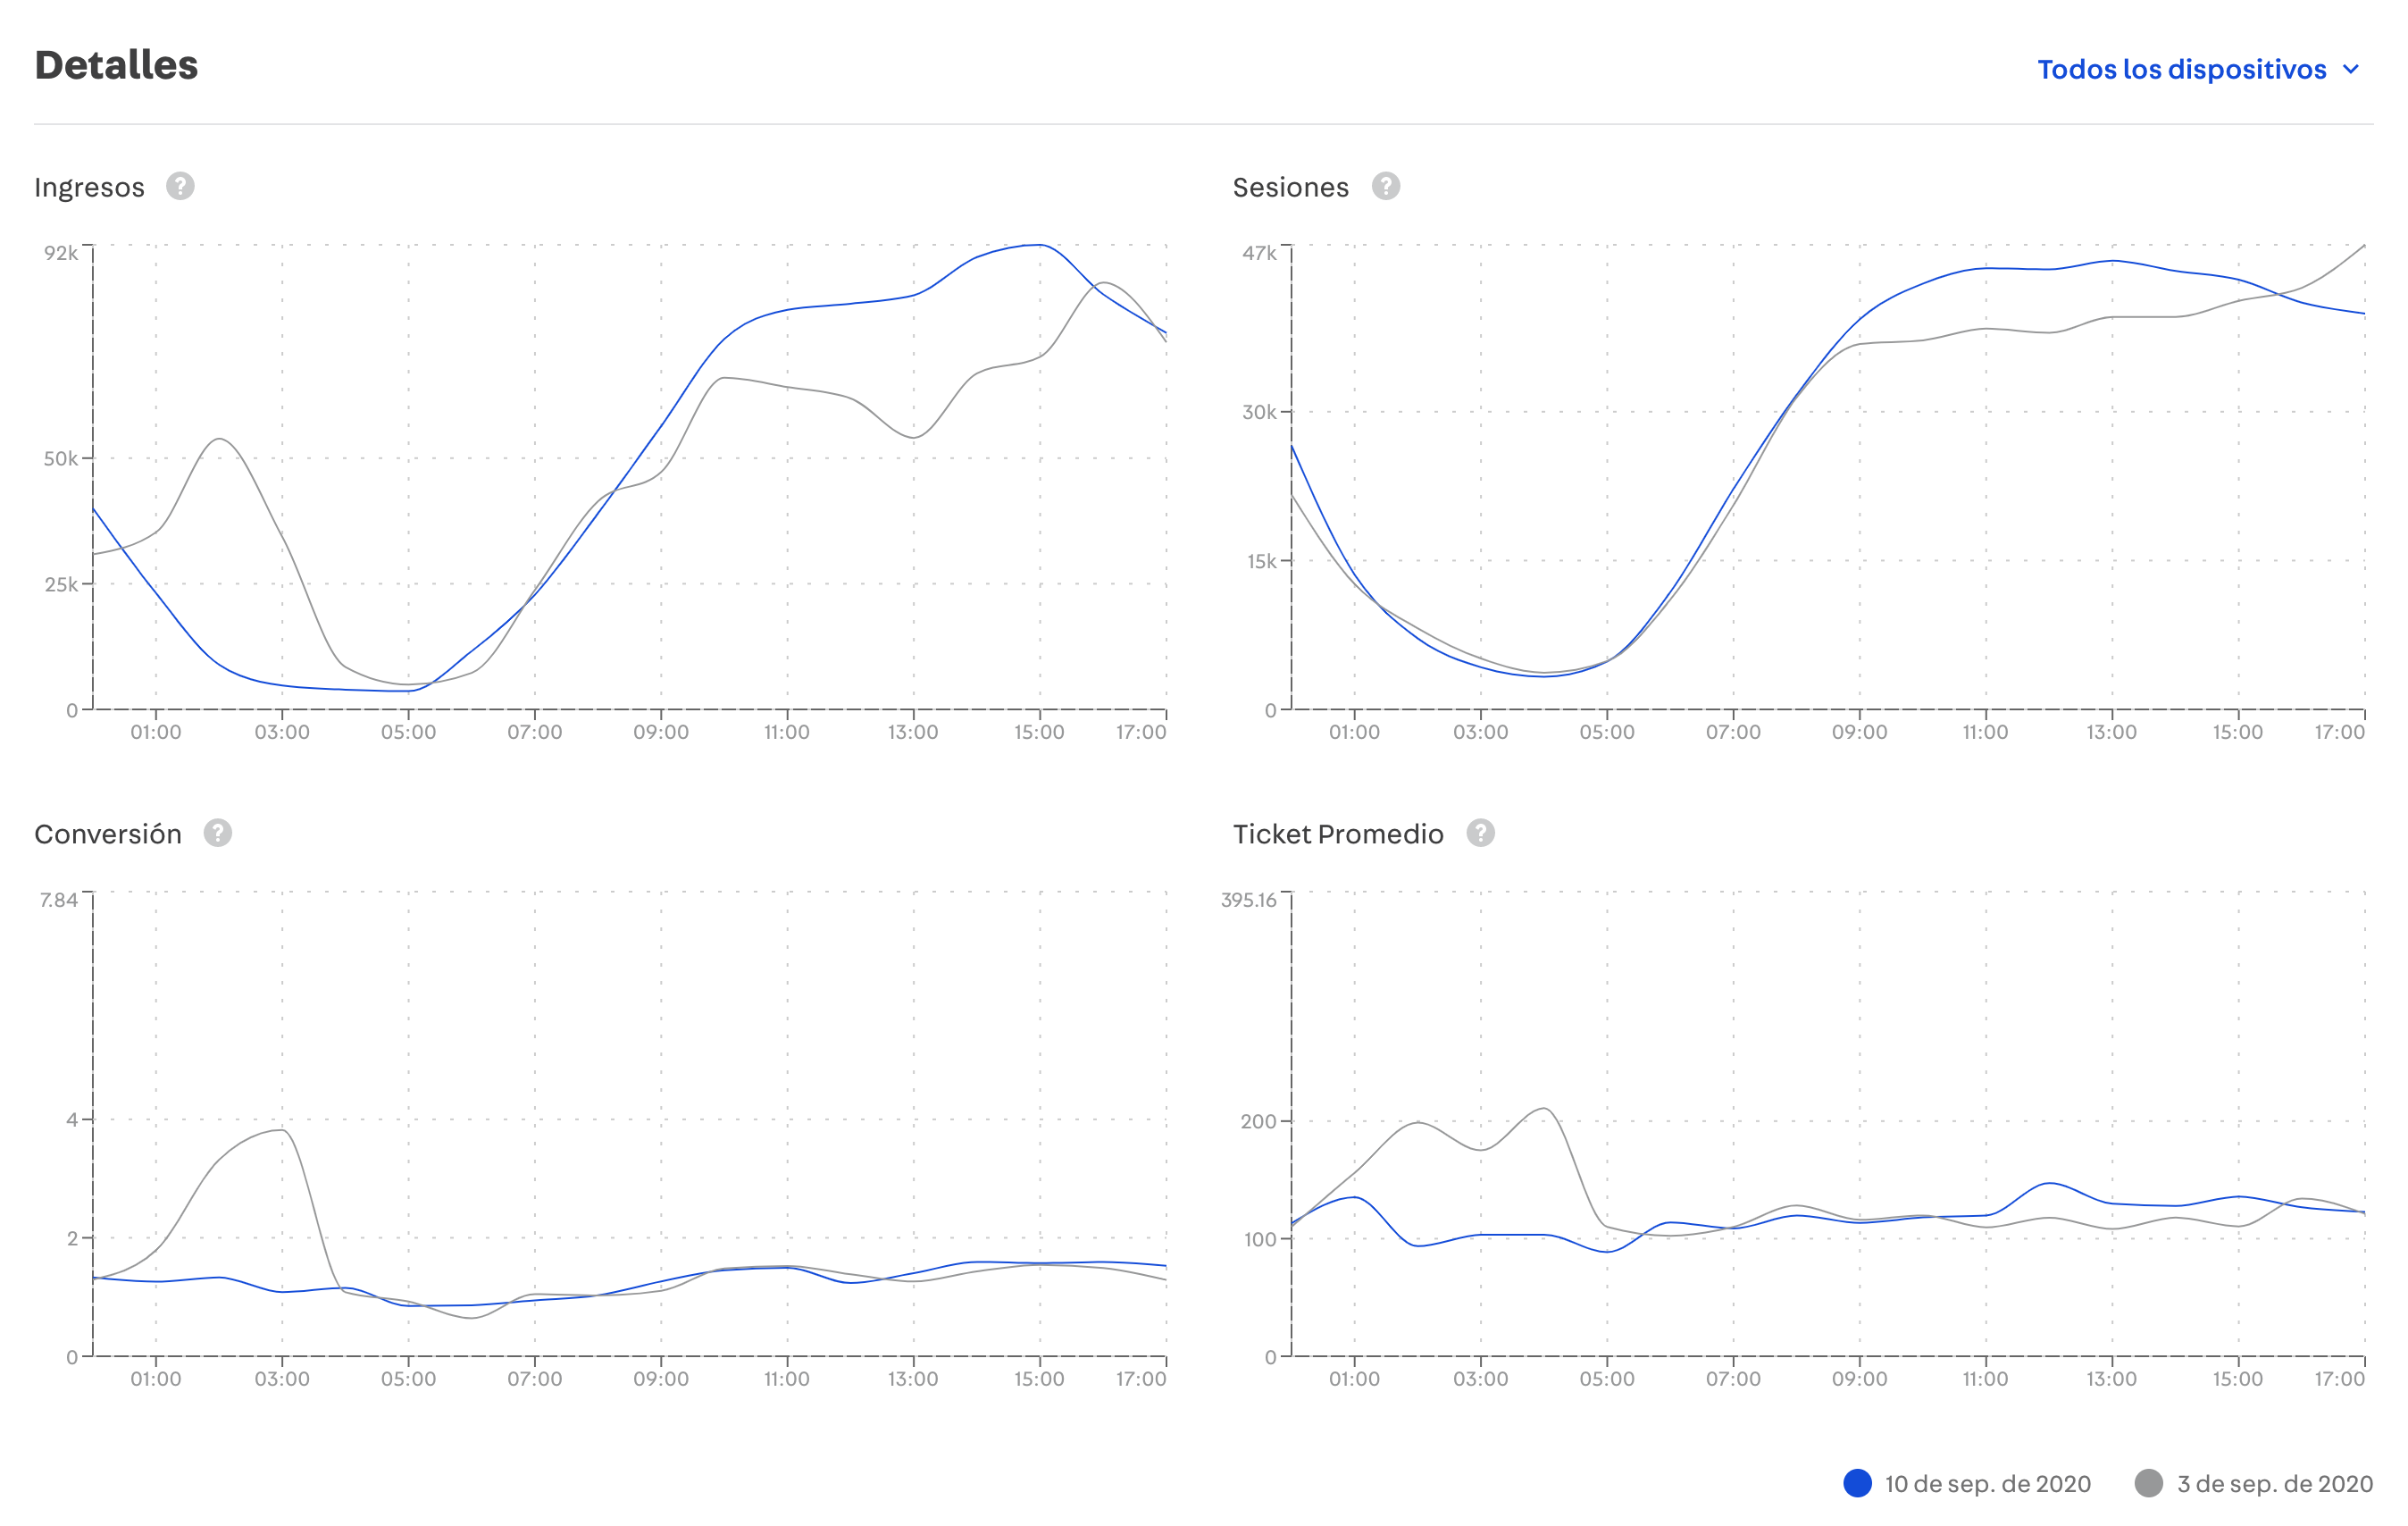 Detalles
Todos los dispositivos
Ingresos ?
92k
50k
25k
0
01:00 03:00 05:00 07:00 09:00 11:00 13:00 15:00 17:00
Sesiones ?
47k
30k
15k
0
01:00 03:00 05:00 07:00 09:00 11:00 13:00 15:00 17:00
Conversión ?
7.84
4
2
0
01:00 03:00 05:00 07:00 09:00 11:00 13:00 15:00 17:00
Ticket Promedio ?
395.16
200
100
0
01:00 03:00 05:00 07:00 09:00 11:00 13:00 15:00 17:00
10 de sep. de 2020
3 de sep. de 2020